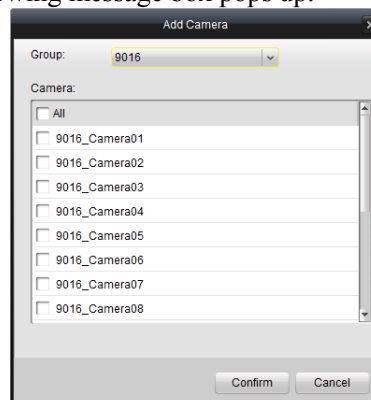 wing message box pops up.
Add Camera
Group: 9016
Camera:
All
9016_Camera01
9016_Camera02
9016_Camera03
9016_Camera04
9016_Camera05
9016_Camera06
9016_Camera07
9016_Camera08
Confirm Cancel